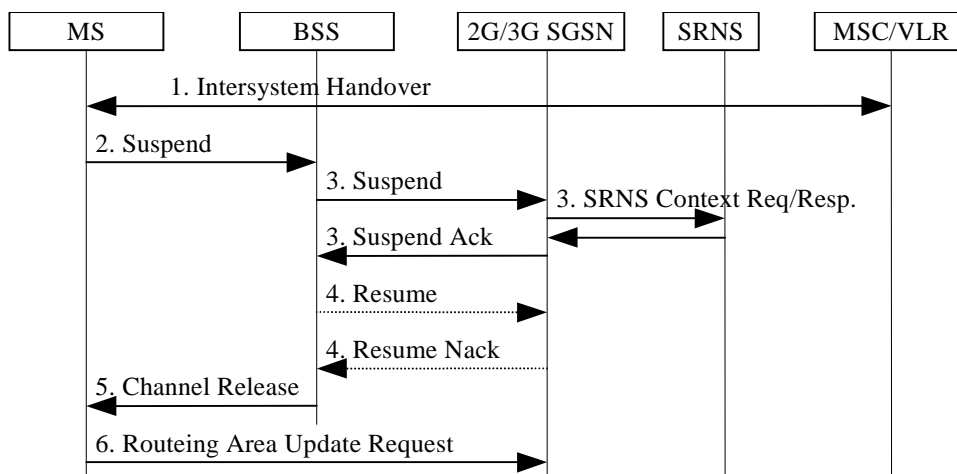 MS
BSS
2G/3G SGSN
SRNS
MSC/VLR
1. Intersystem Handover
2. Suspend
3. Suspend
3. SRNS Context Req/Resp.
3. Suspend Ack
4. Resume
4. Resume Nack
5. Channel Release
6. Routeing Area Update Request